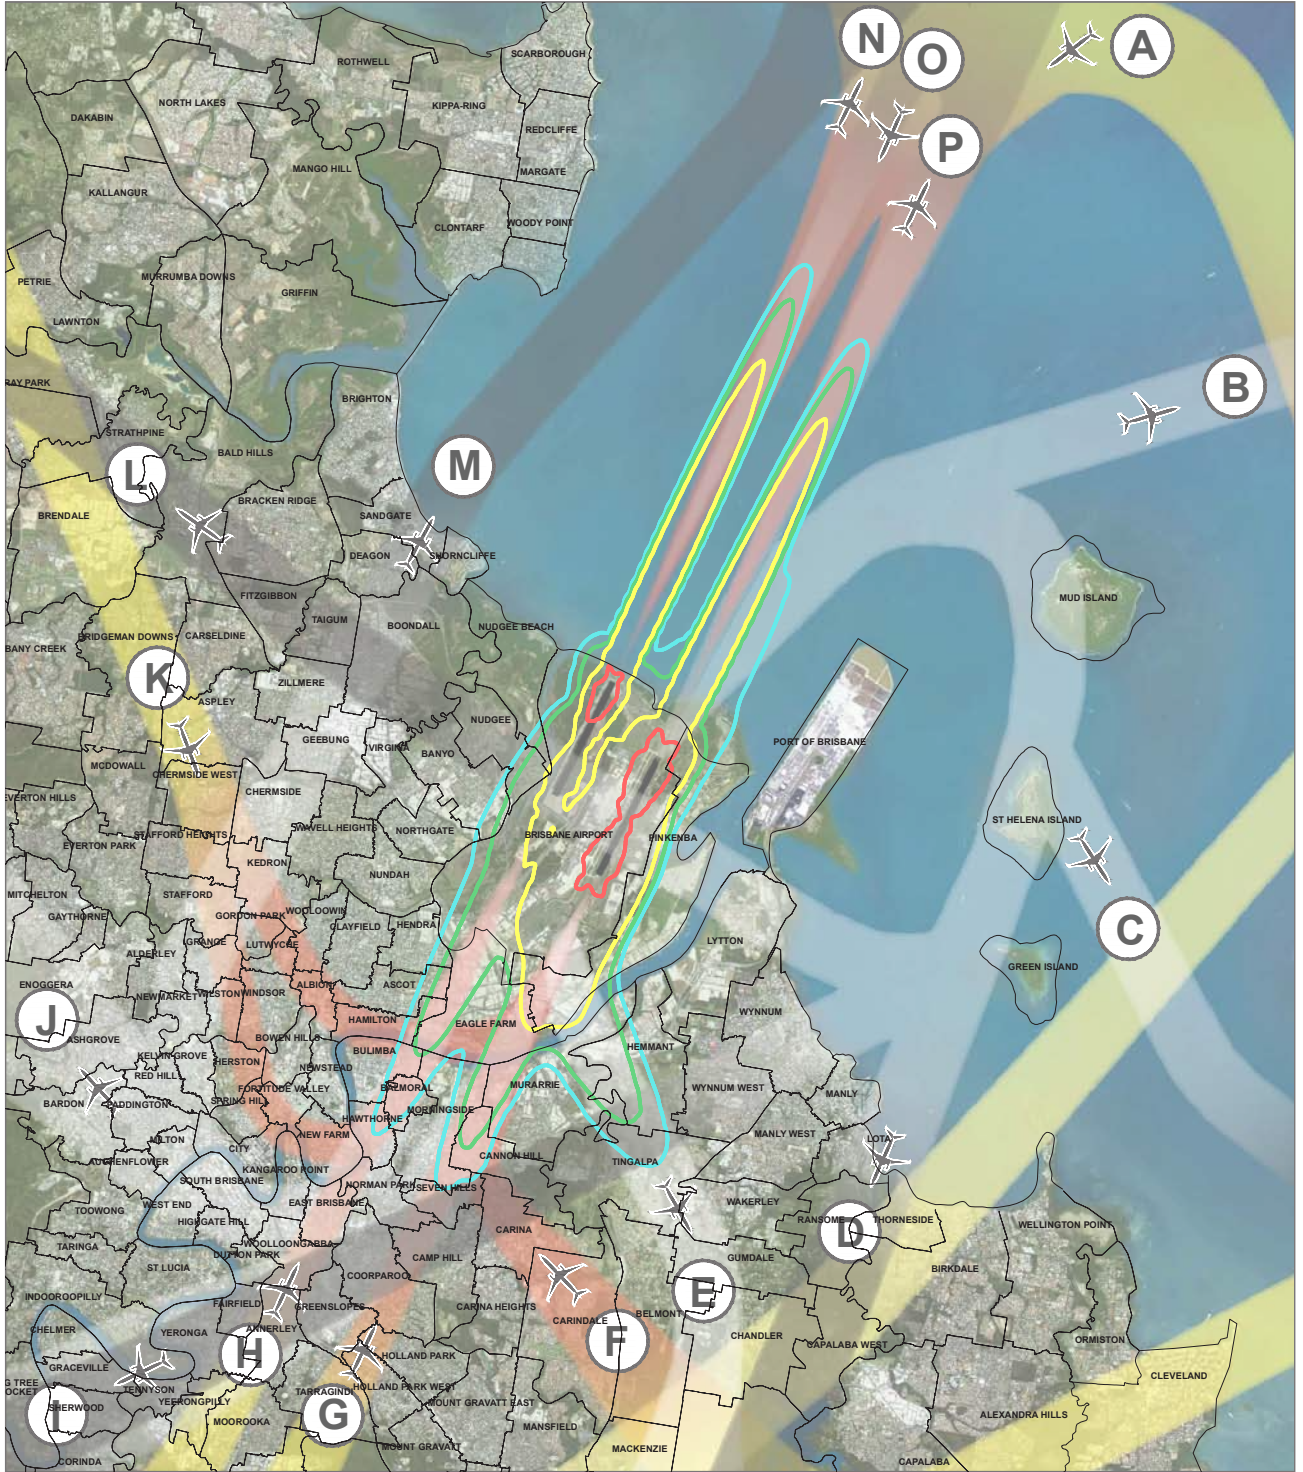 N
O
A
P
SCARBOROUGH
ROTHWELL
NORTH LAKES
KIPPA-RING
DAKABIN
REDCLIFFE
MANGO HILL
MARGATE
KALLANGUR
WOODY POINT
CLONTARF
MURRUMBA DOWNS
PETRIE
GRIFFIN
LAWNTON
RAY PARK
B
BRIGHTON
STRATHPINE
BALD HILLS
L
M
BRACKEN RIDGE
BRENDALE
SANDGATE
DEAGON
SHORNCLIFFE
FITZGIBBON
MUD ISLAND
TAIGUM
BOONDALL
NUDGEE BEACH
BRIDGEMAN DOWNS
CARSELDINE
BANY CREEK
K
ZILLMERE
ASPLEY
NUDGEE
GEEBUNG
VIRGINIA
BANYO
PORT OF BRISBANE
MCDOWALL
CHERMSIDE WEST
CHERMSIDE
EVERTON HILLS
ST HELENA ISLAND
STAFFORD HEIGHTS
WAVELL HEIGHTS
NORTHGATE
BRISBANE AIRPORT
PINKENBA
EVERTON PARK
KEDRON
NUNDAH
MITCHELTON
STAFFORD
GAYTHORNE
GORDON PARK
WOOLOOWIN
CLAYFIELD
HENDRA
C
GRANGE
LUTWYCHE
LYTTON
ALDERLEY
GREEN ISLAND
ENOGGERA
ALBION
ASCOT
NEWMARKET
WILSTON
WINDSOR
J
HAMILTON
EAGLE FARM
WYNNUM
ASHGROVE
BOWEN HILLS
BULIMBA
HEMMANT
KELVIN GROVE
HERSTON
NEWSTEAD
RED HILL
FORTITUDE VALLEY
BALMORAL
MURARRIE
WYNNUM WEST
MANLY
BARDON
PADDINGTON
SPRING HILL
HAWTHORNE
MORNINGSIDE
NEW FARM
MANLY WEST
LOTA
MILTON
CITY
AUCHENFLOWER
KANGAROO POINT
CANNON HILL
TINGALPA
SOUTH BRISBANE
NORMAN PARK
SEVEN HILLS
WEST END
EAST BRISBANE
WAKERLEY
TOOWONG
HIGHGATE HILL
RANSOME
D
THORNESIDE
WELLINGTON POINT
CARINA
TARINGA
WOOLLOONGABBA
DUTTON PARK
CAMP HILL
GUMDALE
ST LUCIA
COORPAROO
BIRKDALE
INDOOROOPILLY
FAIRFIELD
GREENSLOPES
CARINA HEIGHTS
E
BELMONT
CARINDALE
CHELMER
YERONGA
ANNERLEY
CHANDLER
F
CAPALABA WEST
ORMISTON
H
HOLLAND PARK
GRACEVILLE
CLEVELAND
G TREE
OCKET
TENNYSON
TARRAGINDI
HOLLAND PARK WEST
YEERONGPILLY
MOUNT GRAVATT EAST
I
SHERWOOD
G
MOOROOKA
ALEXANDRA HILLS
MANSFIELD
MOUNT GRAVATT
MACKENZIE
CORINDA
CAPALABA